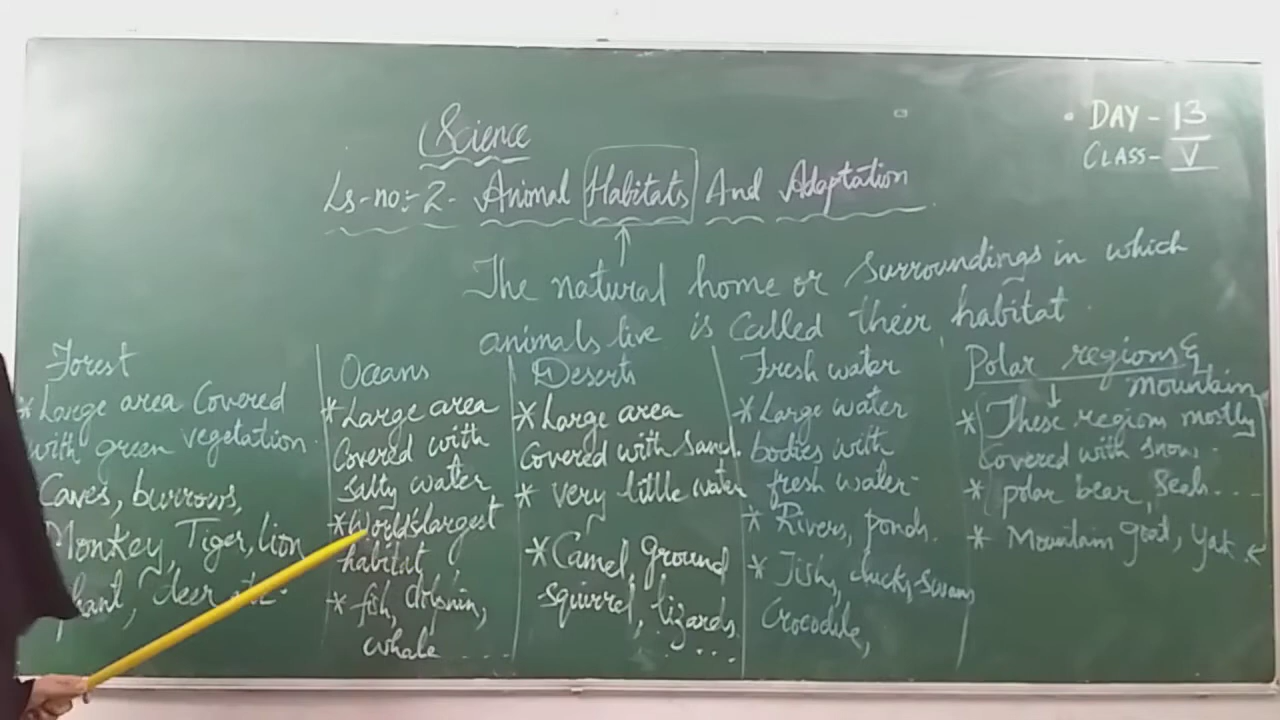 Science
DAY - 13
CLASS - V
Ls-no:-2- Animal Habitats And Adaptation
The natural home or surroundings in which
animals live is called their habitat.
Forest
* Large area Covered
with green vegetation
Caves, burrows,
Monkey, Tiger, lion
deer etc.
Oceans
* Large area
Covered with
Salty water
* World's largest
habitat
* fish, dolphin,
whale ....
Deserts
* Large area
Covered with Sand.
* very little water
* Camel, ground
squirrel, lizards.
...
Fresh water
* Large water
bodies with
fresh water
* Rivers, ponds.
* Fish, ducks, swans
Crocodile,
Polar regions &
Mountain
* These region mostly
Covered with snow.
* polar bear, Seals....
* Mountain goat, yak.